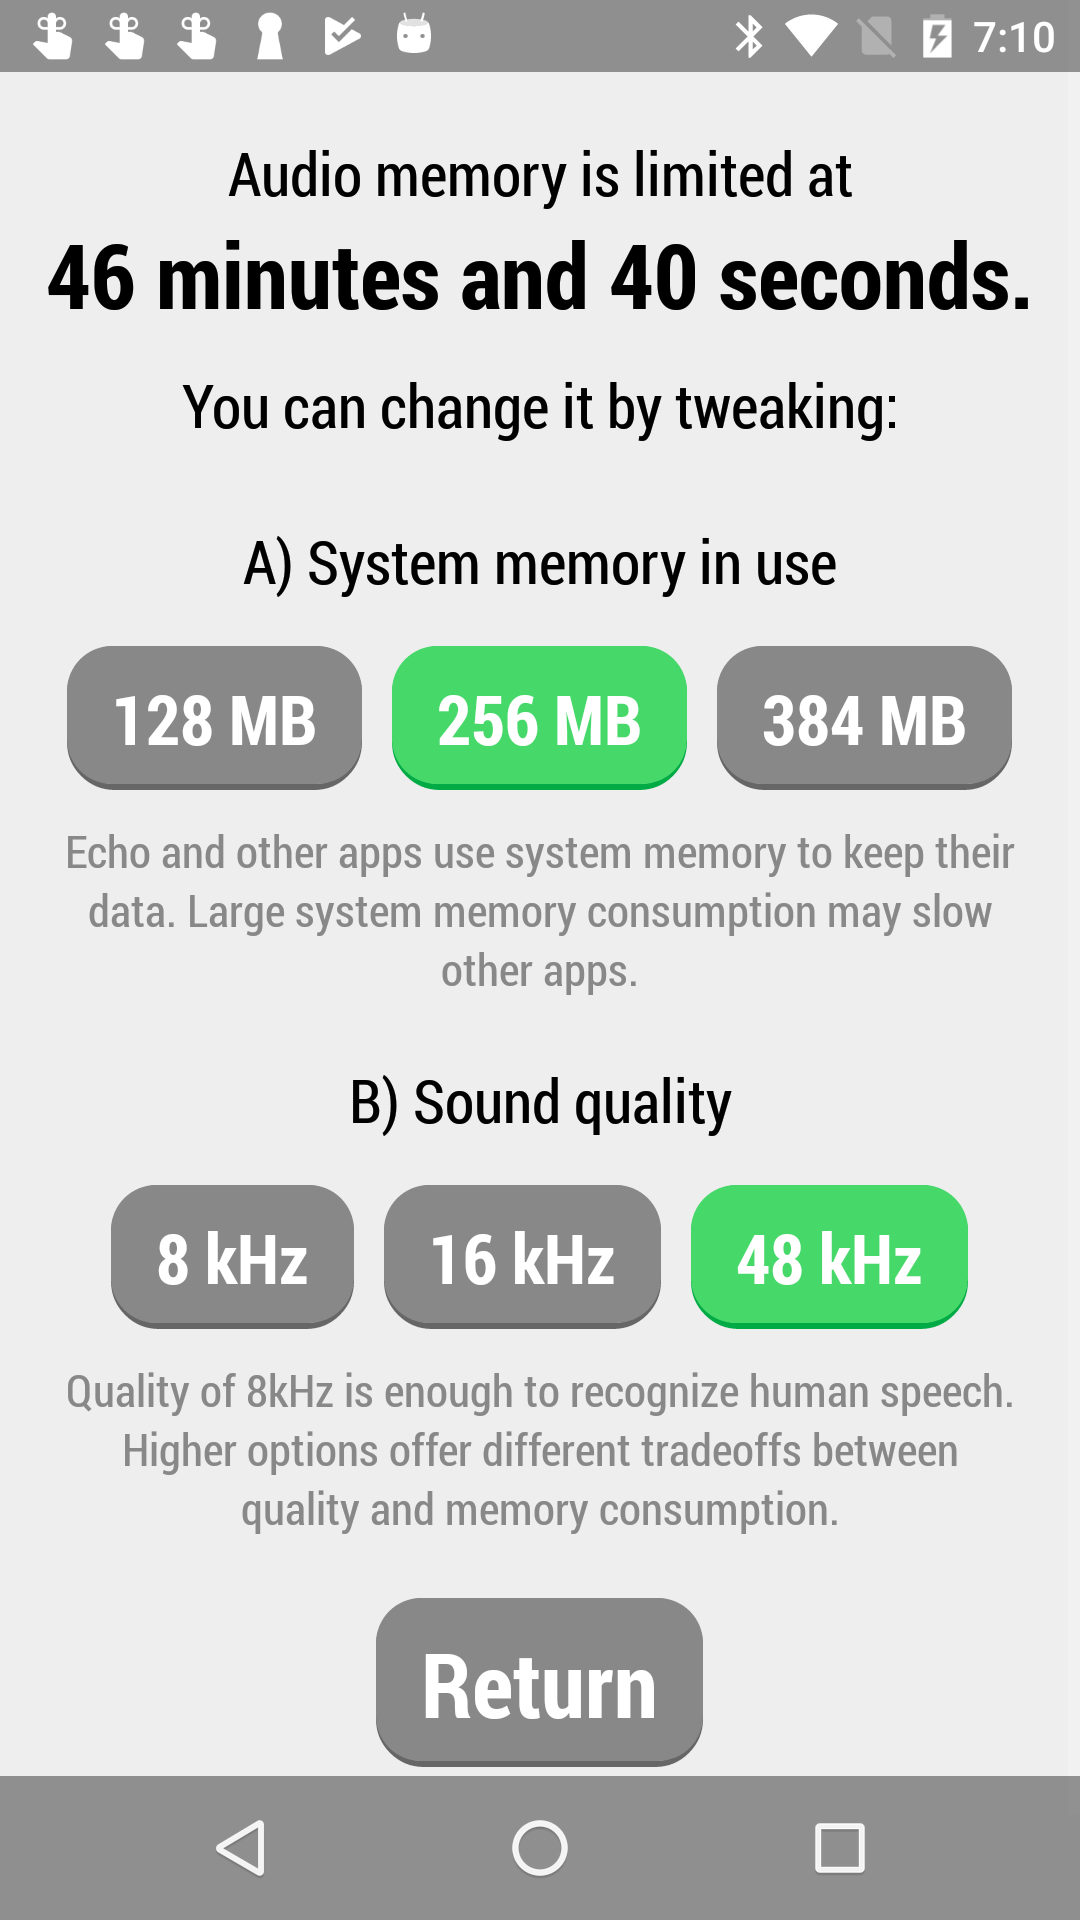 7:10
Audio memory is limited at
46 minutes and 40 seconds.
You can change it by tweaking:
A) System memory in use
128 MB 256 MB 384 MB
Echo and other apps use system memory to keep their
data. Large system memory consumption may slow
other apps.
B) Sound quality
8 kHz 16 kHz 48 kHz
Quality of 8kHz is enough to recognize human speech.
Higher options offer different tradeoffs between
quality and memory consumption.
Return